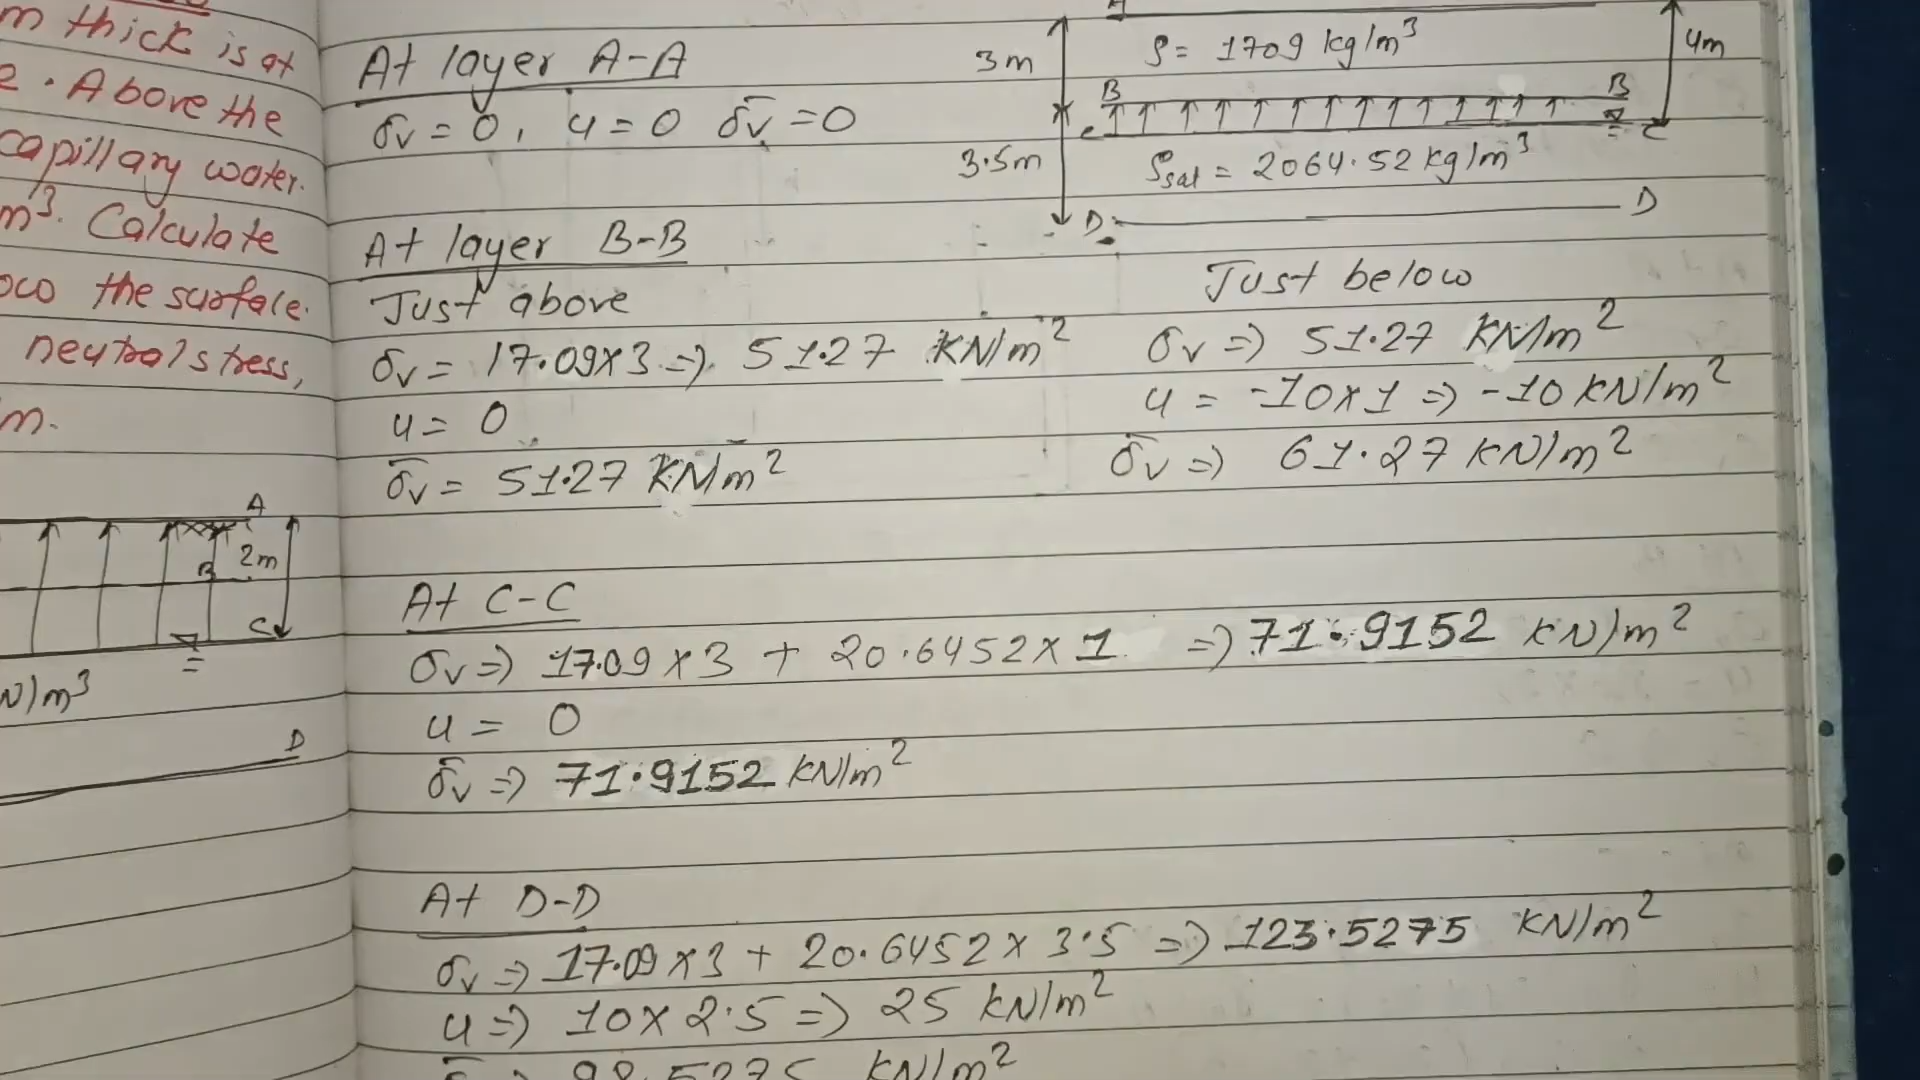 m thick is at
2. Above the
capillary water.
m³. Calculate
the surface.
neutral stress,
m.
A
2m
B
C
N/m³
D
At layer A-A
σv = 0, u = 0 σ̄v = 0
3m
3.5m
ρ = 1709 kg/m³
4m
B B
C C
ρsat = 2064.52 kg/m³
D D
At layer B-B
Just above
σv = 17.09×3 => 51.27 KN/m²
u = 0
σ̄v = 51.27 KN/m²
Just below
σv => 51.27 KN/m²
u = -10×1 => -10 KN/m²
σ̄v => 61.27 KN/m²
At C-C
σv => 17.09×3 + 20.6452×1 => 71.9152 KN/m²
u = 0
σ̄v => 71.9152 KN/m²
At D-D
σv => 17.09×3 + 20.6452×3.5 => 123.5275 KN/m²
u => 10×2.5 => 25 KN/m²
98.5275 KN/m²